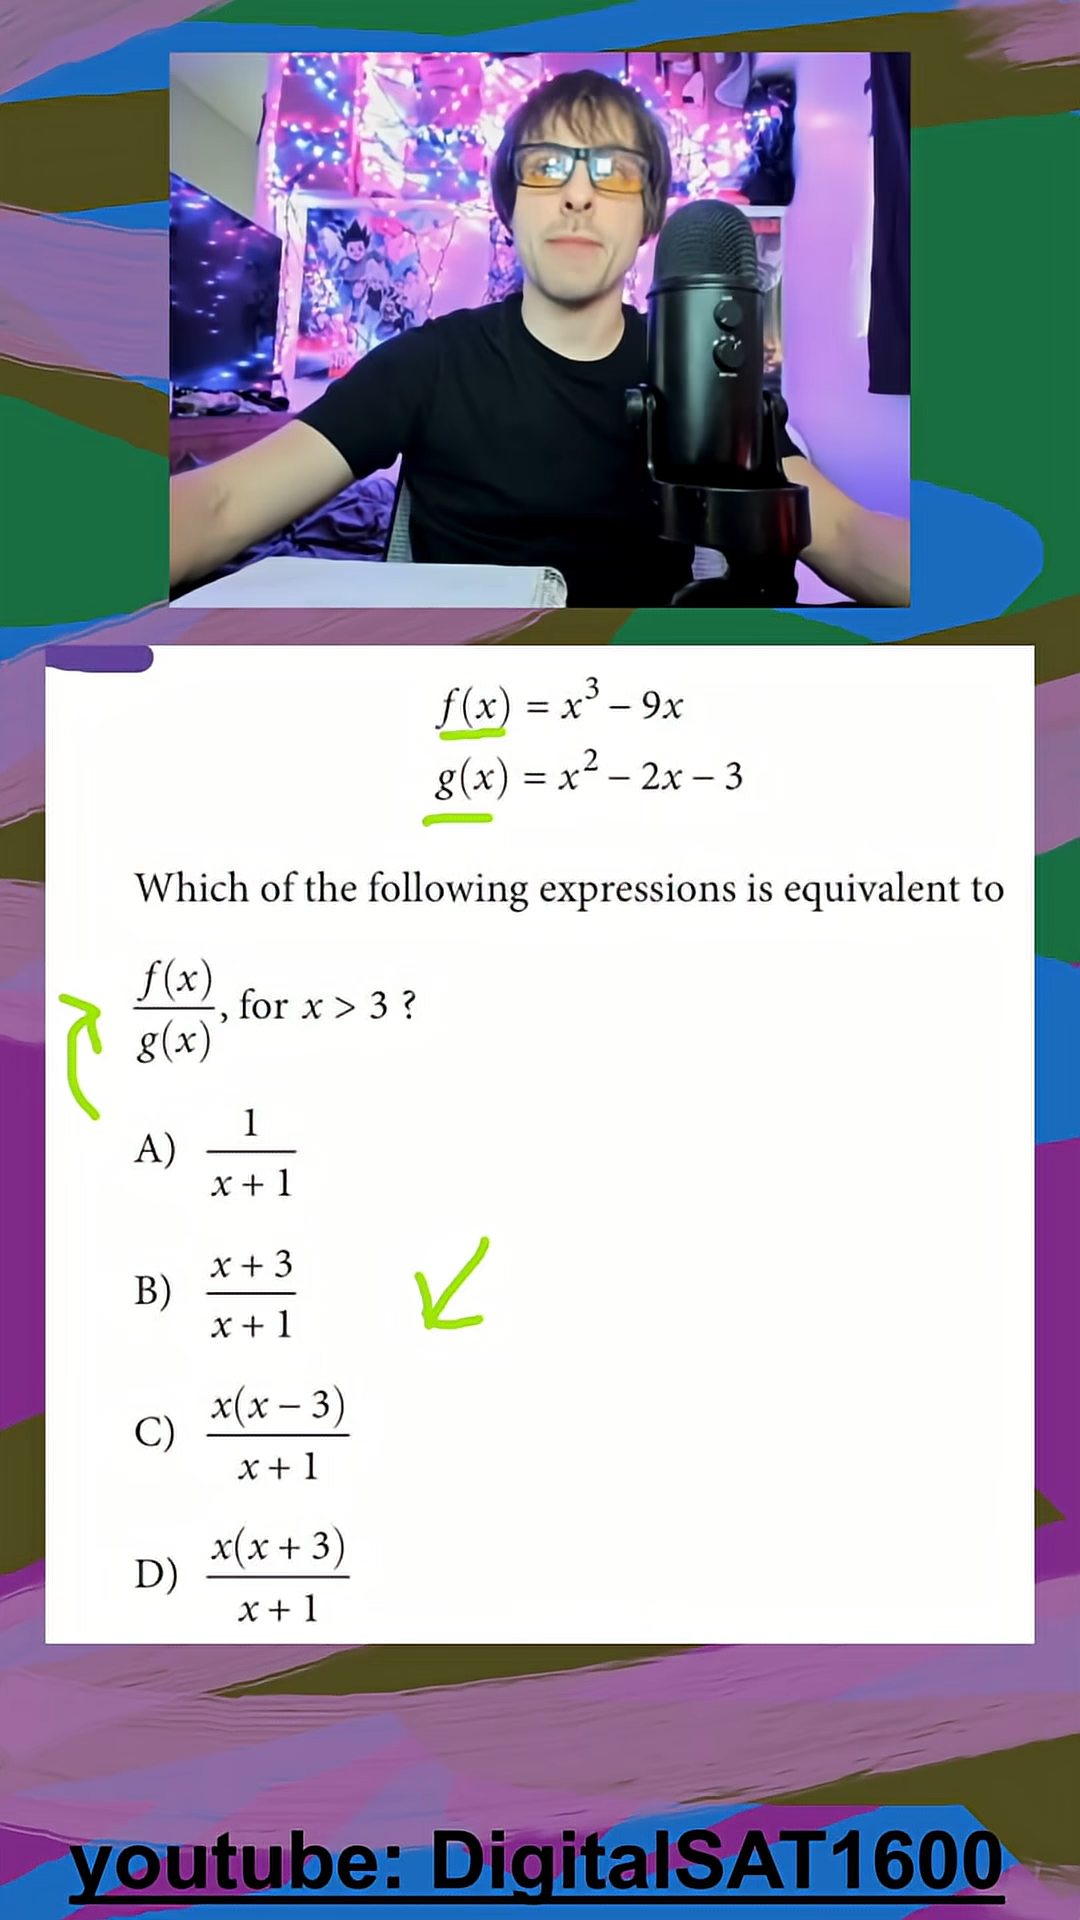 f(x) = x³ – 9x
g(x) = x² – 2x – 3
Which of the following expressions is equivalent to
f(x)/g(x), for x > 3 ?
A) 1/(x + 1)
B) (x + 3)/(x + 1)
C) x(x – 3)/(x + 1)
D) x(x + 3)/(x + 1)
youtube: DigitalSAT1600